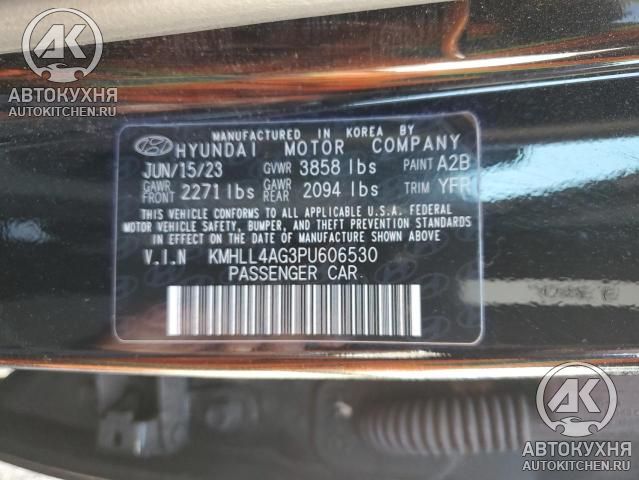 АК
АВТОКУХНЯ
AUTOKITCHEN.RU
MANUFACTURED IN KOREA BY
HYUNDAI MOTOR COMPANY
JUN/15/23 GVWR 3858 lbs PAINT A2B
GAWR FRONT 2271 lbs GAWR REAR 2094 lbs TRIM YFR
THIS VEHICLE CONFORMS TO ALL APPLICABLE U.S.A. FEDERAL
MOTOR VEHICLE SAFETY, BUMPER, AND THEFT PREVENTION STANDARDS
IN EFFECT ON THE DATE OF MANUFACTURE SHOWN ABOVE.
V.I.N KMHLL4AG3PU606530
PASSENGER CAR
АК
АВТОКУХНЯ
AUTOKITCHEN.RU